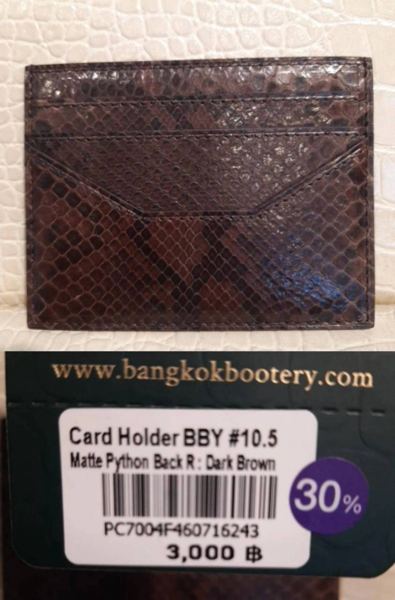 www.bangkokbootery.com
Card Holder BBY #10.5
Matte Python Back R : Dark Brown
30%
PC7004F460716243
3,000 ฿